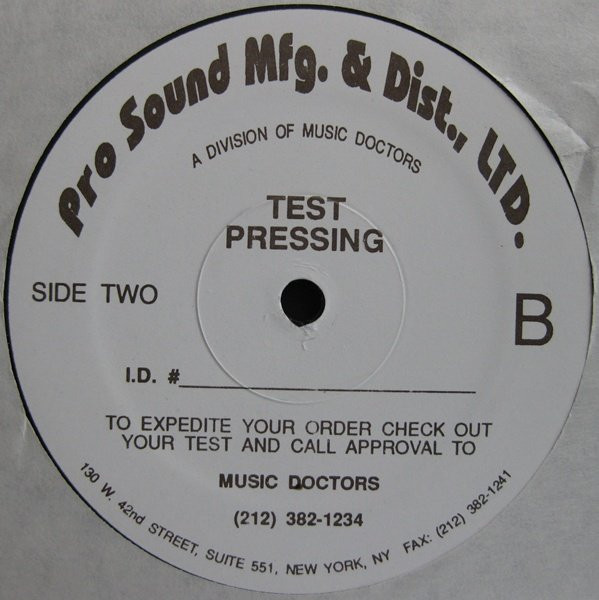 Pro Sound Mfg. & Dist., LTD.
A DIVISION OF MUSIC DOCTORS
TEST
PRESSING
SIDE TWO
B
I.D. #
TO EXPEDITE YOUR ORDER CHECK OUT
YOUR TEST AND CALL APPROVAL TO
MUSIC DOCTORS
(212) 382-1234
130 W. 42nd STREET, SUITE 551, NEW YORK, NY FAX: (212) 382-1241